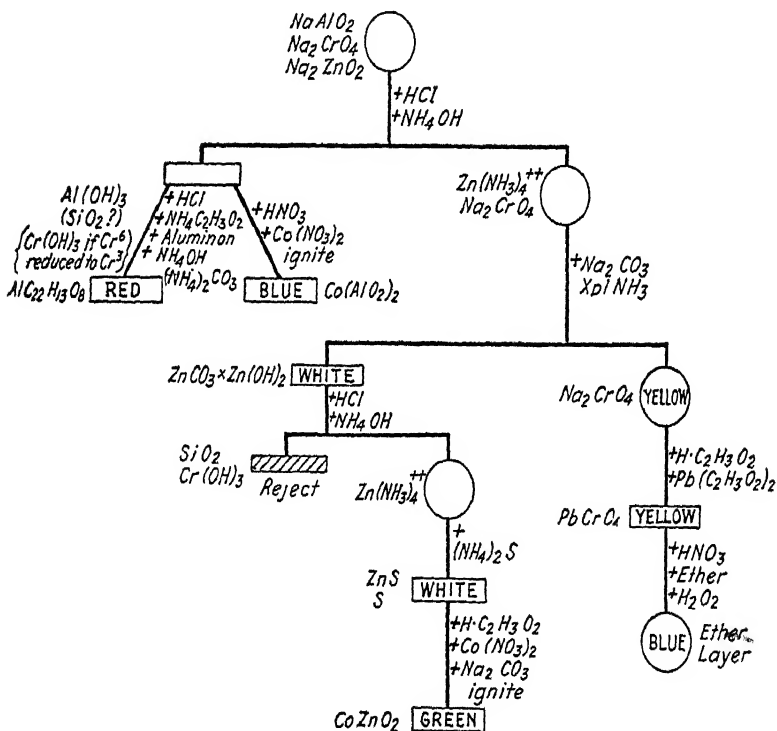 NaAlO2
Na2CrO4
Na2ZnO2
+HCl
+NH4OH
Al(OH)3
(SiO2?)
{Cr(OH)3 if Cr6
reduced to Cr3}
+HCl
+NH4C2H3O2
+Aluminon
+NH4OH
(NH4)2CO3
+HNO3
+Co(NO3)2
ignite
AlC22H13O8
RED
BLUE
Co(AlO2)2
Zn(NH3)4++
Na2CrO4
+Na2CO3
Xpl NH3
ZnCO3×Zn(OH)2
WHITE
+HCl
+NH4OH
Na2CrO4
YELLOW
SiO2
Cr(OH)3
Reject
Zn(NH3)4++
+H·C2H3O2
+Pb(C2H3O2)2
PbCrO4
YELLOW
+
(NH4)2S
ZnS
S
WHITE
+HNO3
+Ether
+H2O2
BLUE
Ether
Layer
+H·C2H3O2
+Co(NO3)2
+Na2CO3
ignite
CoZnO2
GREEN